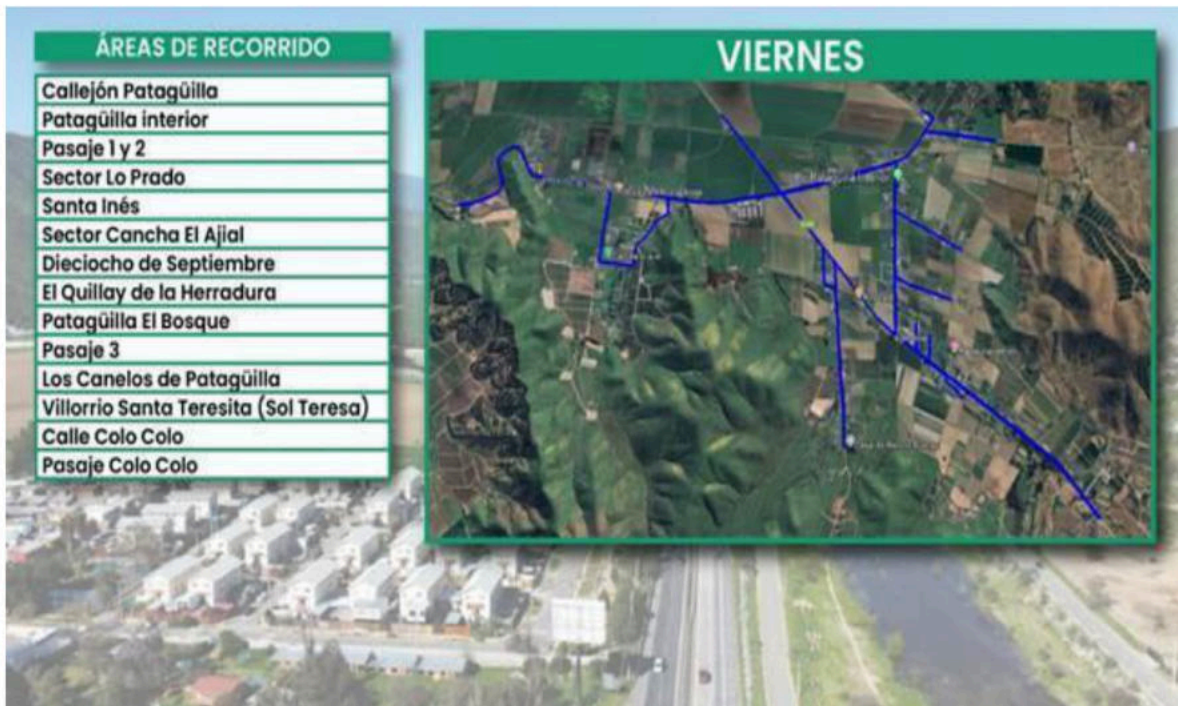 ÁREAS DE RECORRIDO
Callejón Patagüilla
Patagüilla interior
Pasaje 1 y 2
Sector Lo Prado
Santa Inés
Sector Cancha El Ajial
Dieciocho de Septiembre
El Quillay de la Herradura
Patagüilla El Bosque
Pasaje 3
Los Canelos de Patagüilla
Villorrio Santa Teresita (Sol Teresa)
Calle Colo Colo
Pasaje Colo Colo
VIERNES